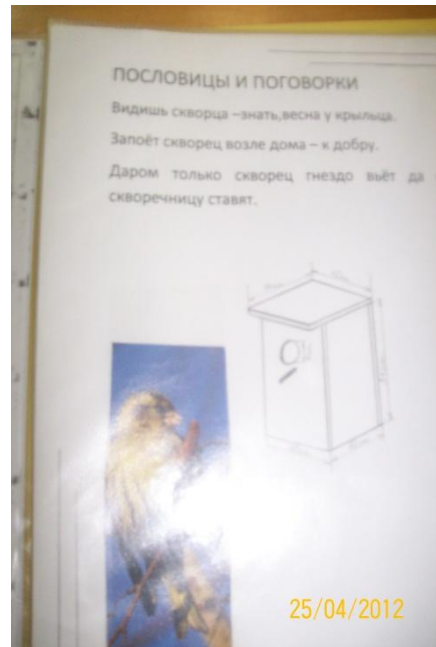 ПОСЛОВИЦЫ И ПОГОВОРКИ
Видишь скворца –знать,весна у крыльца.
Запоёт скворец возле дома – к добру.
Даром только скворец гнездо вьёт да
скворечницу ставят.
25/04/2012